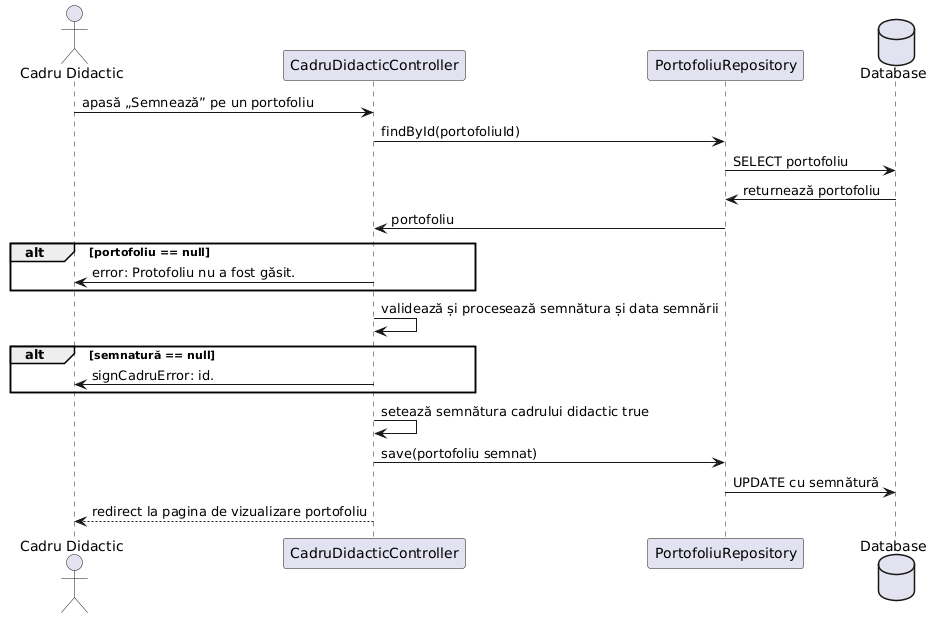 Cadru Didactic
CadruDidacticController
PortofoliuRepository
Database
apasă „Semnează” pe un portofoliu
findById(portofoliuId)
SELECT portofoliu
returnează portofoliu
portofoliu
alt [portofoliu == null]
error: Protofoliu nu a fost găsit.
validează și procesează semnătura și data semnării
alt [semnatură == null]
signCadruError: id.
setează semnătura cadrului didactic true
save(portofoliu semnat)
UPDATE cu semnătură
redirect la pagina de vizualizare portofoliu
Cadru Didactic
CadruDidacticController
PortofoliuRepository
Database